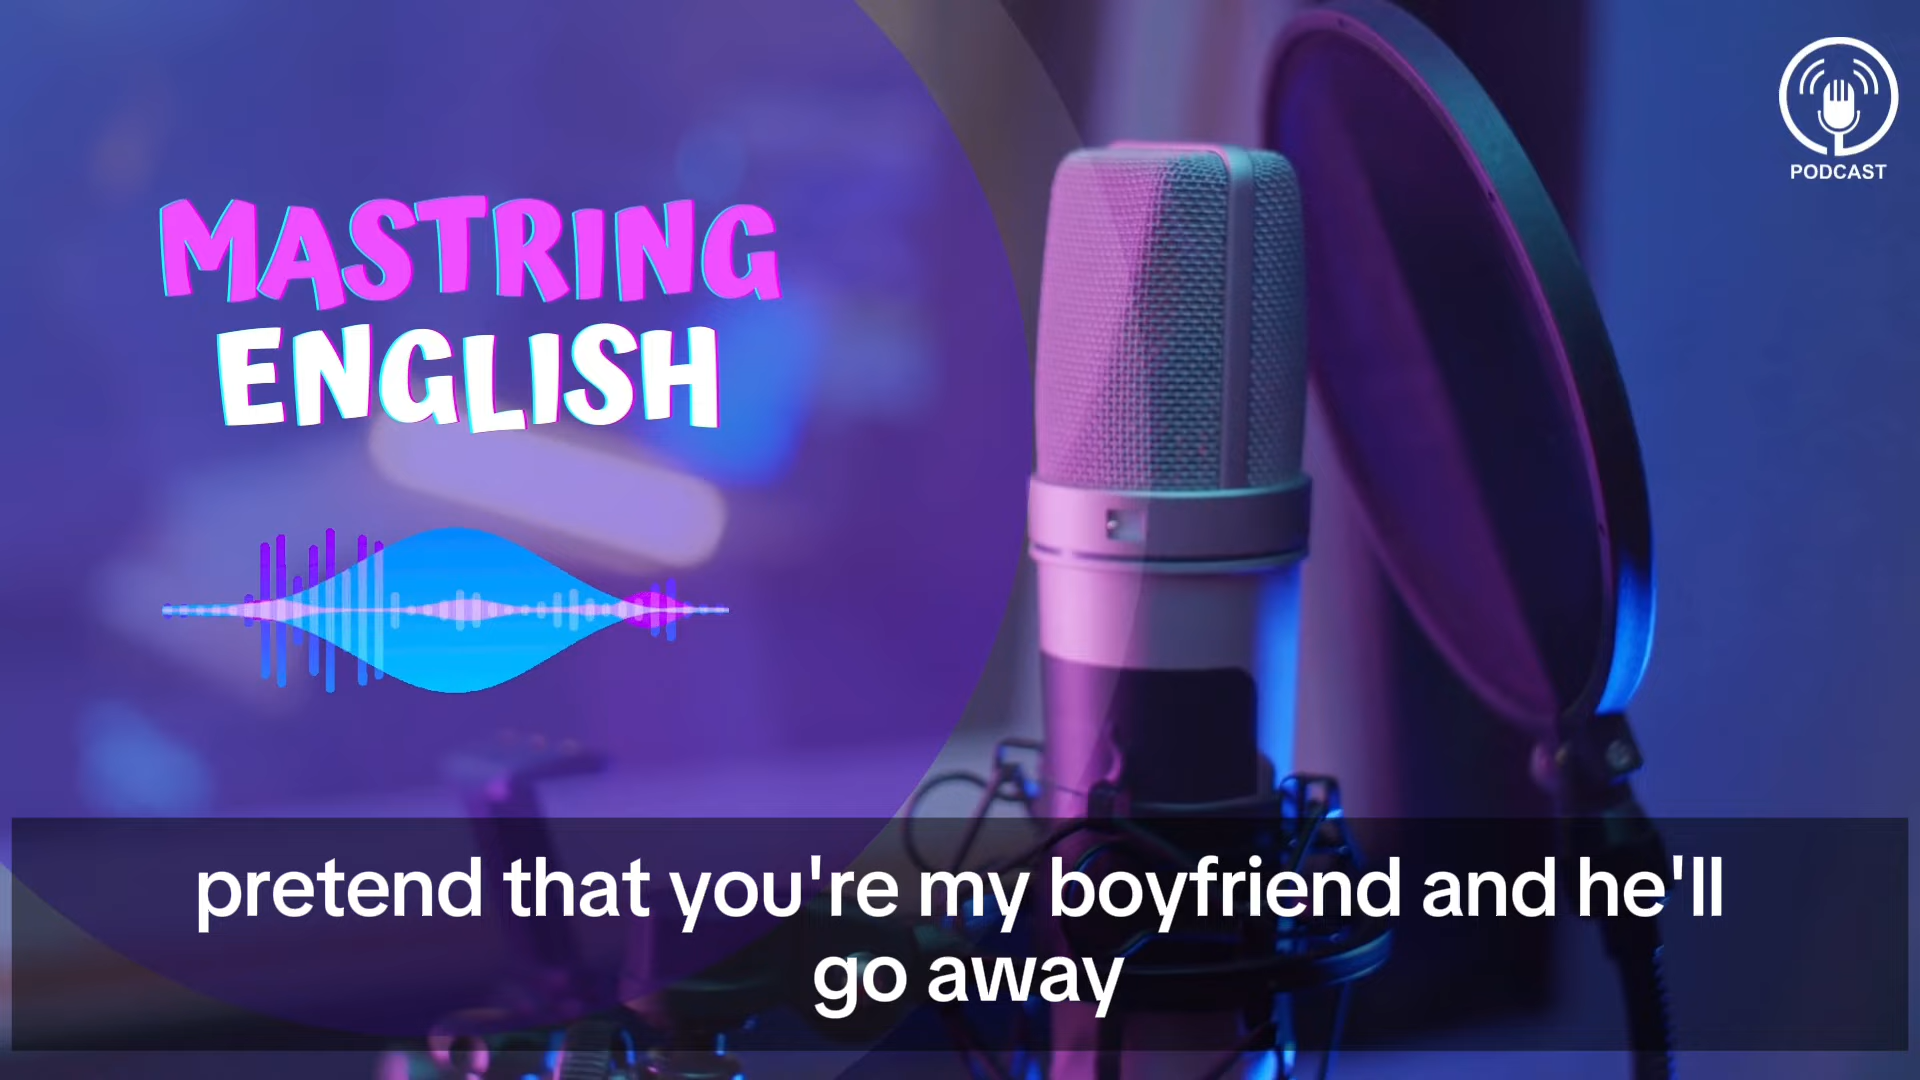 PODCAST
MASTRING
ENGLISH
pretend that you're my boyfriend and he'll
go away